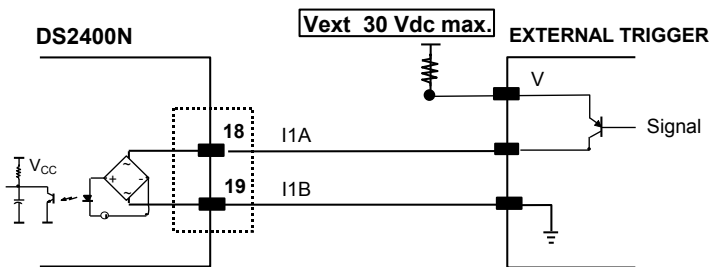 Vext 30 Vdc max.
DS2400N
EXTERNAL TRIGGER
V
18
I1A
Signal
VCC
+
-
~
~
19
I1B